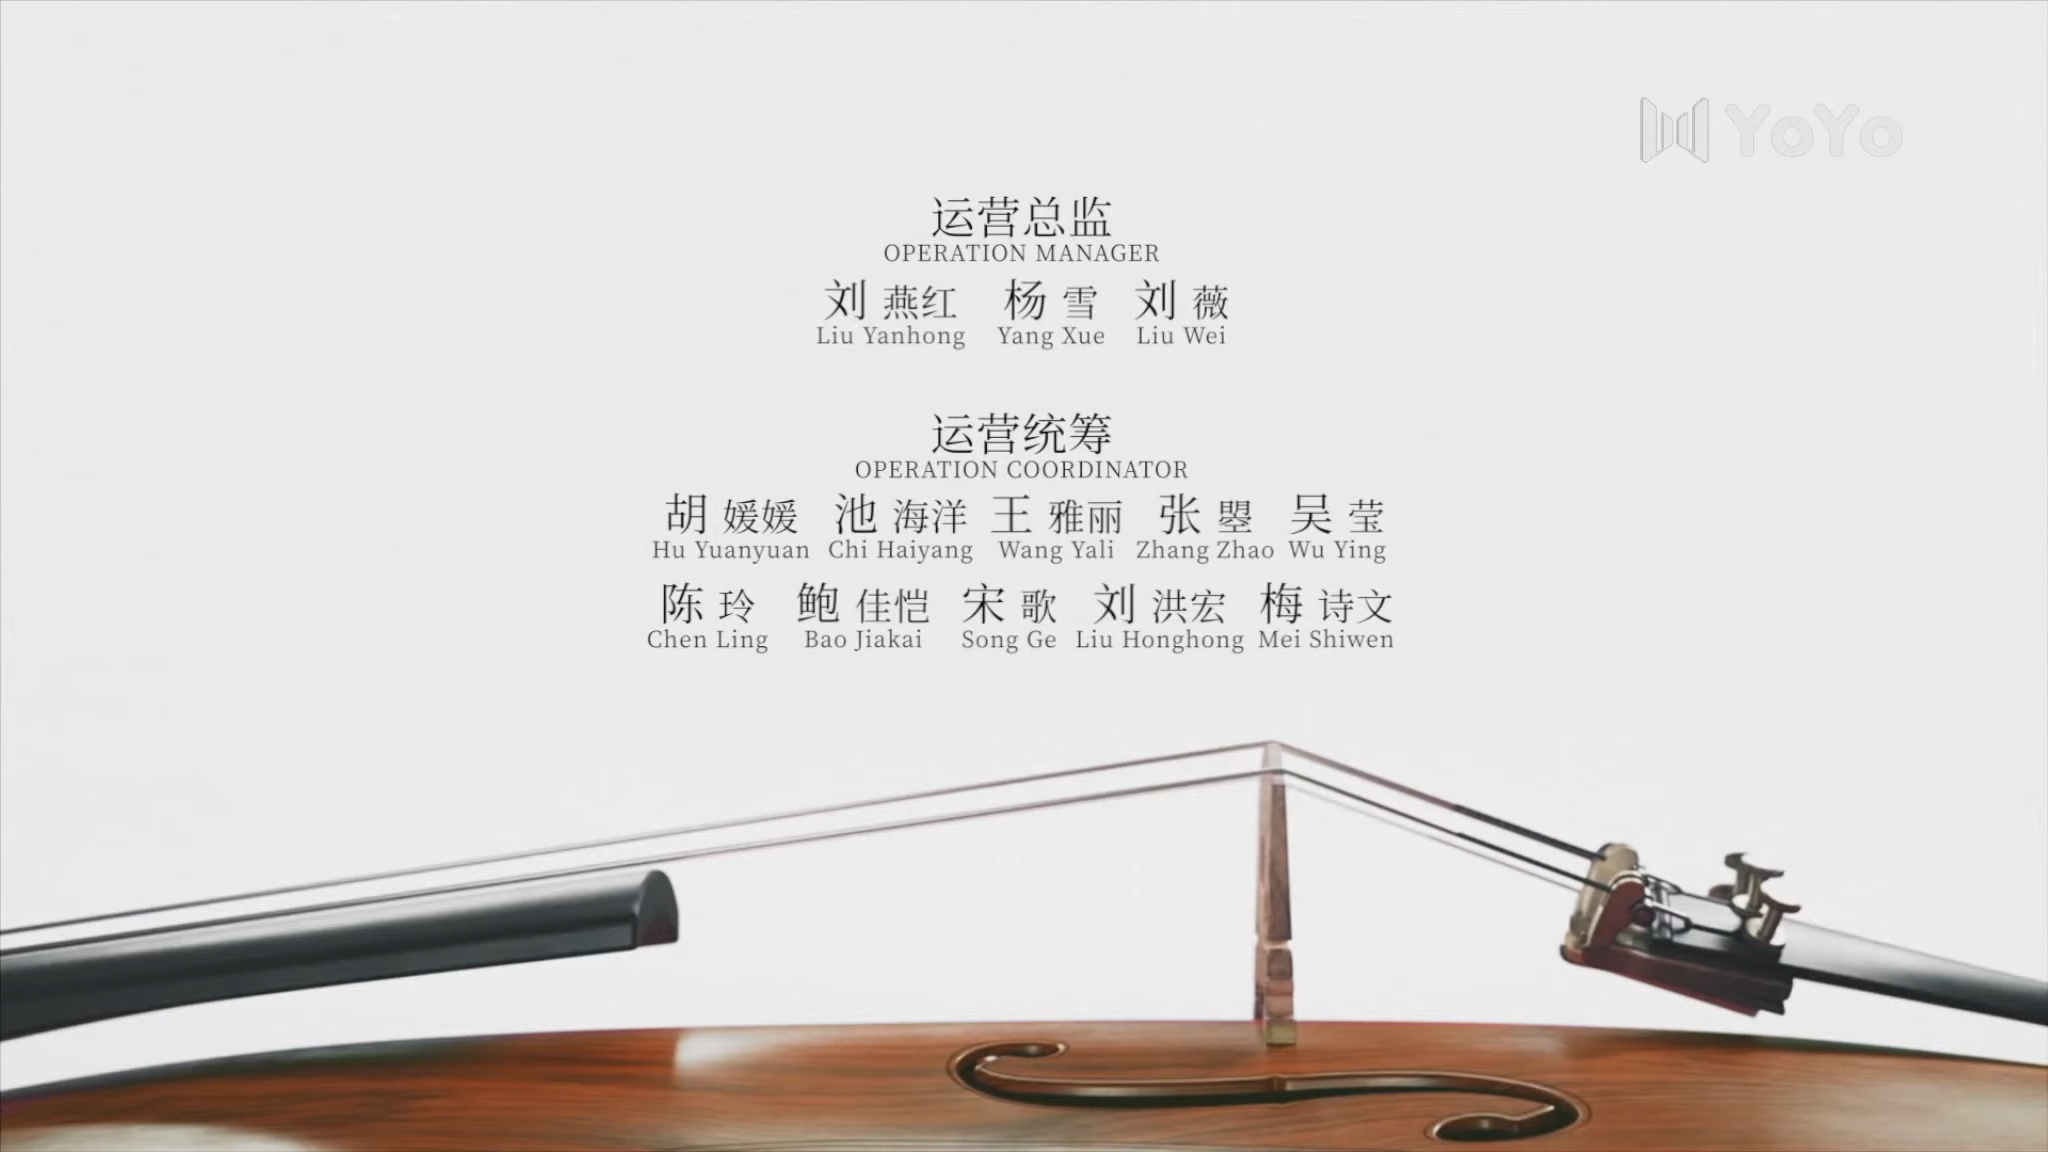 YoYo
运营总监
OPERATION MANAGER
刘 燕红 杨 雪 刘 薇
Liu Yanhong Yang Xue Liu Wei
运营统筹
OPERATION COORDINATOR
胡 媛媛 池 海洋 王 雅丽 张 曌 吴 莹
Hu Yuanyuan Chi Haiyang Wang Yali Zhang Zhao Wu Ying
陈 玲 鲍 佳恺 宋 歌 刘 洪宏 梅 诗文
Chen Ling Bao Jiakai Song Ge Liu Honghong Mei Shiwen